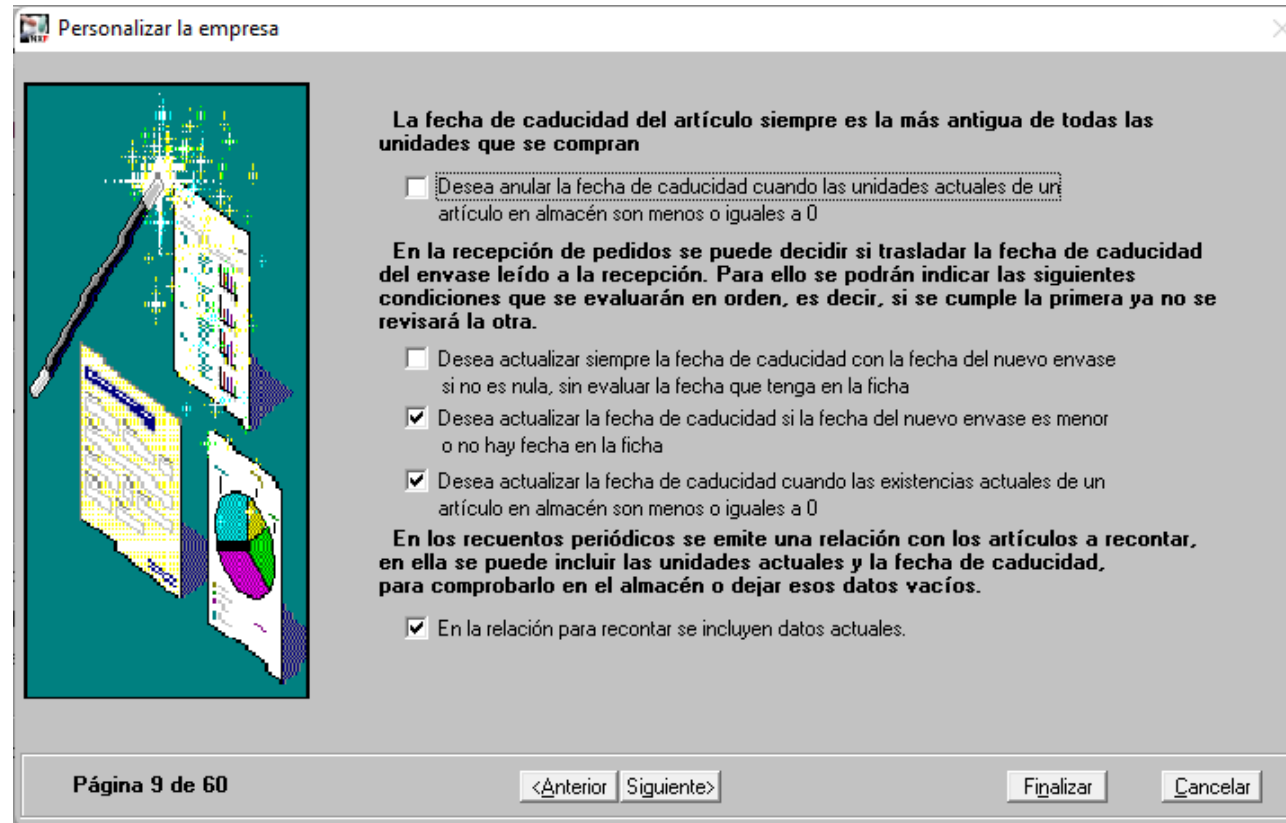 Personalizar la empresa
La fecha de caducidad del artículo siempre es la más antigua de todas las
unidades que se compran
Desea anular la fecha de caducidad cuando las unidades actuales de un
artículo en almacén son menos o iguales a 0
En la recepción de pedidos se puede decidir si trasladar la fecha de caducidad
del envase leído a la recepción. Para ello se podrán indicar las siguientes
condiciones que se evaluarán en orden, es decir, si se cumple la primera ya no se
revisará la otra.
Desea actualizar siempre la fecha de caducidad con la fecha del nuevo envase
si no es nula, sin evaluar la fecha que tenga en la ficha
Desea actualizar la fecha de caducidad si la fecha del nuevo envase es menor
o no hay fecha en la ficha
Desea actualizar la fecha de caducidad cuando las existencias actuales de un
artículo en almacén son menos o iguales a 0
En los recuentos periódicos se emite una relación con los artículos a recontar,
en ella se puede incluir las unidades actuales y la fecha de caducidad,
para comprobarlo en el almacén o dejar esos datos vacíos.
En la relación para recontar se incluyen datos actuales.
Página 9 de 60
<Anterior
Siguiente>
Finalizar
Cancelar